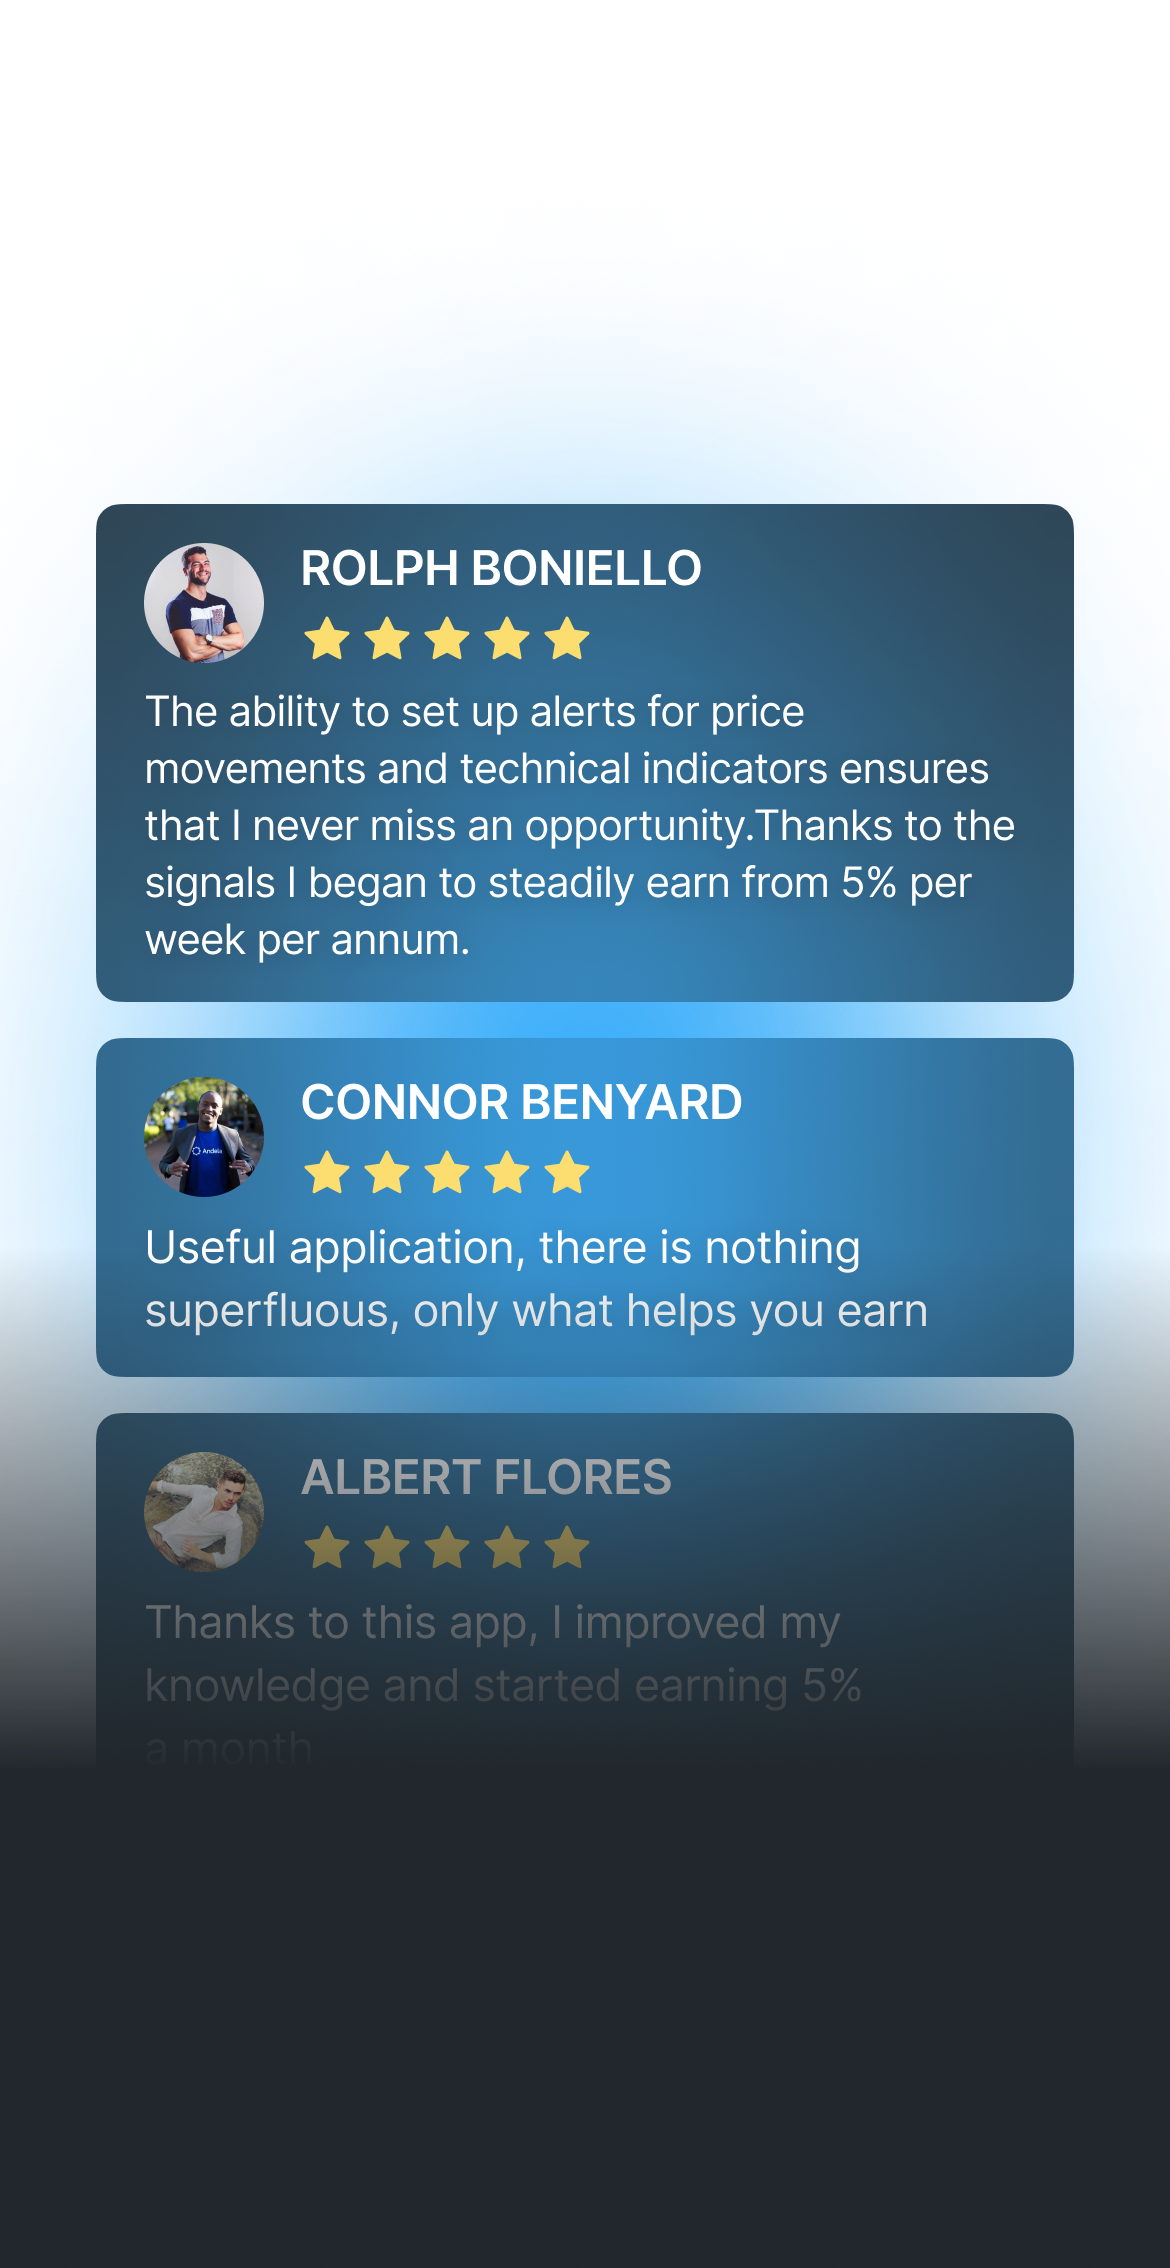 ROLPH BONIELLO
The ability to set up alerts for price
movements and technical indicators ensures
that I never miss an opportunity.Thanks to the
signals I began to steadily earn from 5% per
week per annum.
CONNOR BENYARD
Andela
Useful application, there is nothing
superfluous, only what helps you earn
ALBERT FLORES
Thanks to this app, I improved my
knowledge and started earning 5%
a month